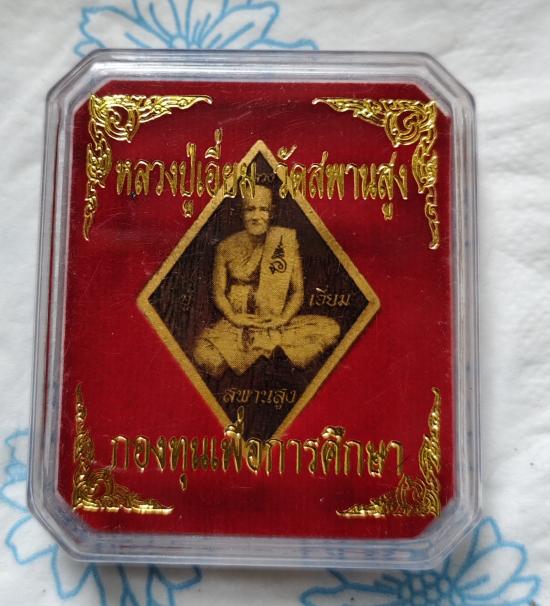 หลวงปู่เอี่ยม วัดสะพานสูง
ปู่ เอี่ยม
สพานสูง
กองทุนเพื่อการศึกษา